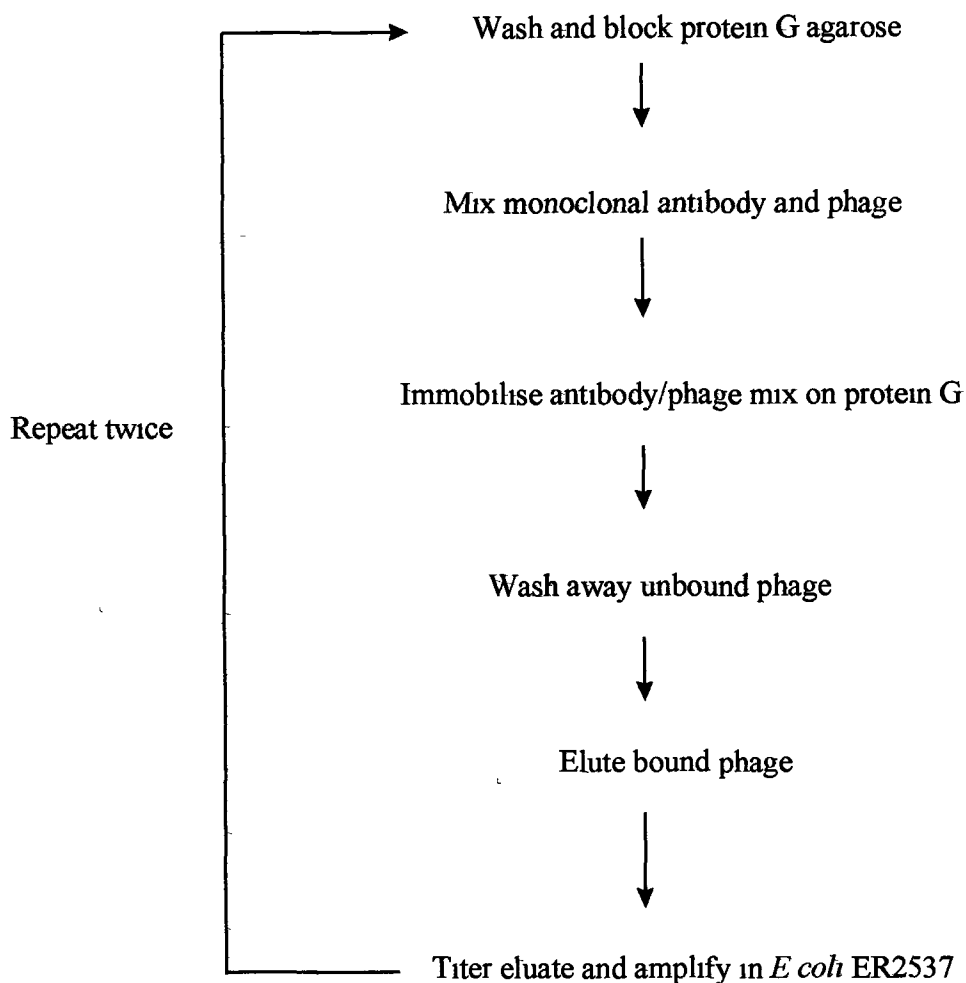 Wash and block protein G agarose
Mix monoclonal antibody and phage
Immobilise antibody/phage mix on protein G
Repeat twice
Wash away unbound phage
Elute bound phage
Titer eluate and amplify in E coli ER2537